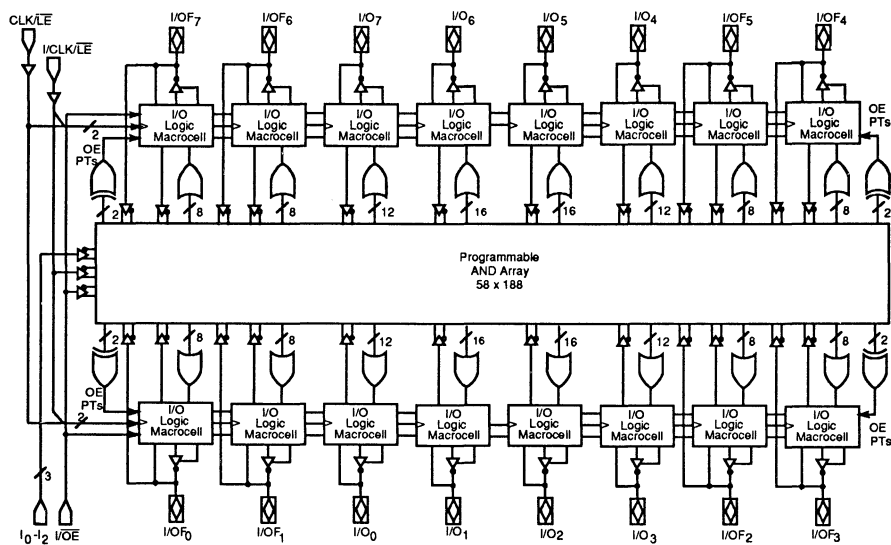 CLK/LE I/OF7 I/OF6 I/O7 I/O6 I/O5 I/O4 I/OF5 I/OF4
I/CLK/LE
I/O I/O I/O I/O I/O I/O I/O I/O
Logic Logic Logic Logic Logic Logic Logic Logic
Macrocell Macrocell Macrocell Macrocell Macrocell Macrocell Macrocell Macrocell
2
OE PTs
OE PTs
2 8 8 12 16 16 12 8 8 2
Programmable
AND Array
58 x 188
2 8 8 12 16 16 12 8 8 2
OE PTs
OE PTs
2
I/O I/O I/O I/O I/O I/O I/O I/O
Logic Logic Logic Logic Logic Logic Logic Logic
Macrocell Macrocell Macrocell Macrocell Macrocell Macrocell Macrocell Macrocell
3
I0-I2 I/OE I/OF0 I/OF1 I/O0 I/O1 I/O2 I/O3 I/OF2 I/OF3